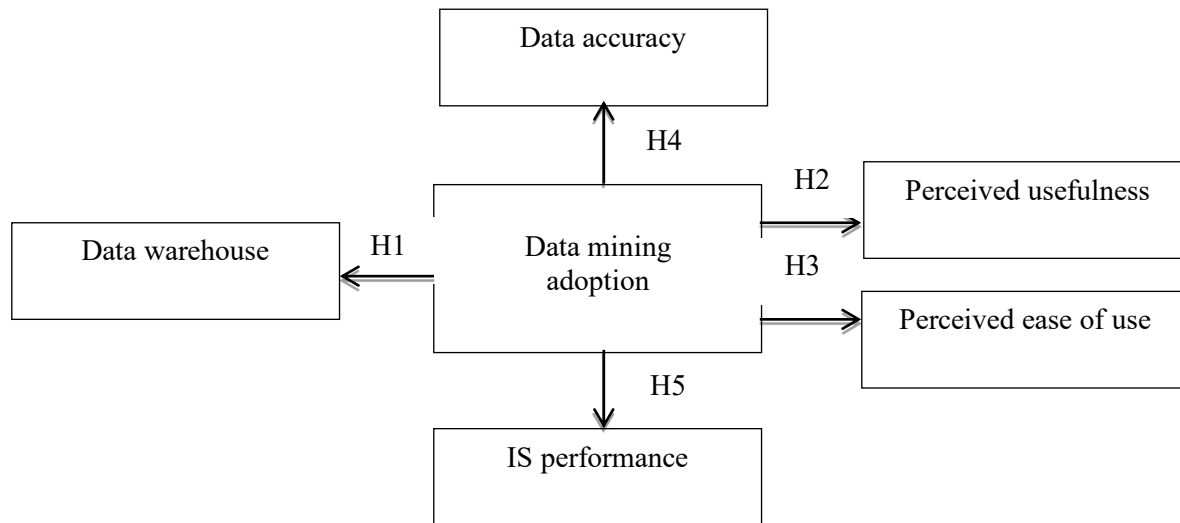 Data accuracy
H4
H2
Perceived usefulness
Data warehouse
H1
Data mining
adoption
H3
Perceived ease of use
H5
IS performance